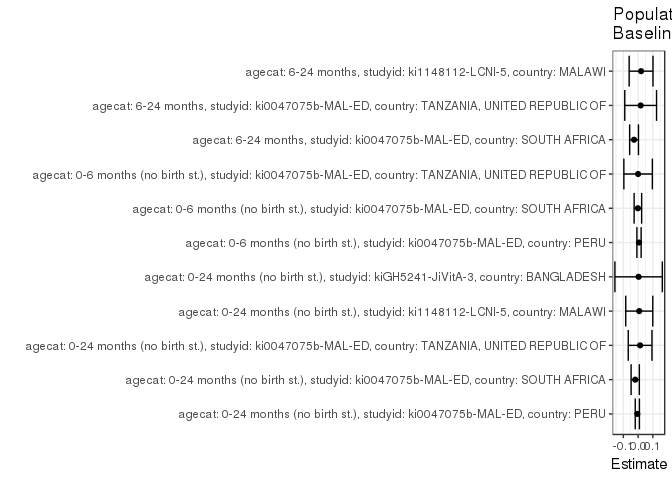 Populat
Baselin
agecat: 6-24 months, studyid: ki1148112-LCNI-5, country: MALAWI
agecat: 6-24 months, studyid: ki0047075b-MAL-ED, country: TANZANIA, UNITED REPUBLIC OF
agecat: 6-24 months, studyid: ki0047075b-MAL-ED, country: SOUTH AFRICA
agecat: 0-6 months (no birth st.), studyid: ki0047075b-MAL-ED, country: TANZANIA, UNITED REPUBLIC OF
agecat: 0-6 months (no birth st.), studyid: ki0047075b-MAL-ED, country: SOUTH AFRICA
agecat: 0-6 months (no birth st.), studyid: ki0047075b-MAL-ED, country: PERU
agecat: 0-24 months (no birth st.), studyid: kiGH5241-JiVitA-3, country: BANGLADESH
agecat: 0-24 months (no birth st.), studyid: ki1148112-LCNI-5, country: MALAWI
agecat: 0-24 months (no birth st.), studyid: ki0047075b-MAL-ED, country: TANZANIA, UNITED REPUBLIC OF
agecat: 0-24 months (no birth st.), studyid: ki0047075b-MAL-ED, country: SOUTH AFRICA
agecat: 0-24 months (no birth st.), studyid: ki0047075b-MAL-ED, country: PERU
-0.1 0.0 0.1
Estimate